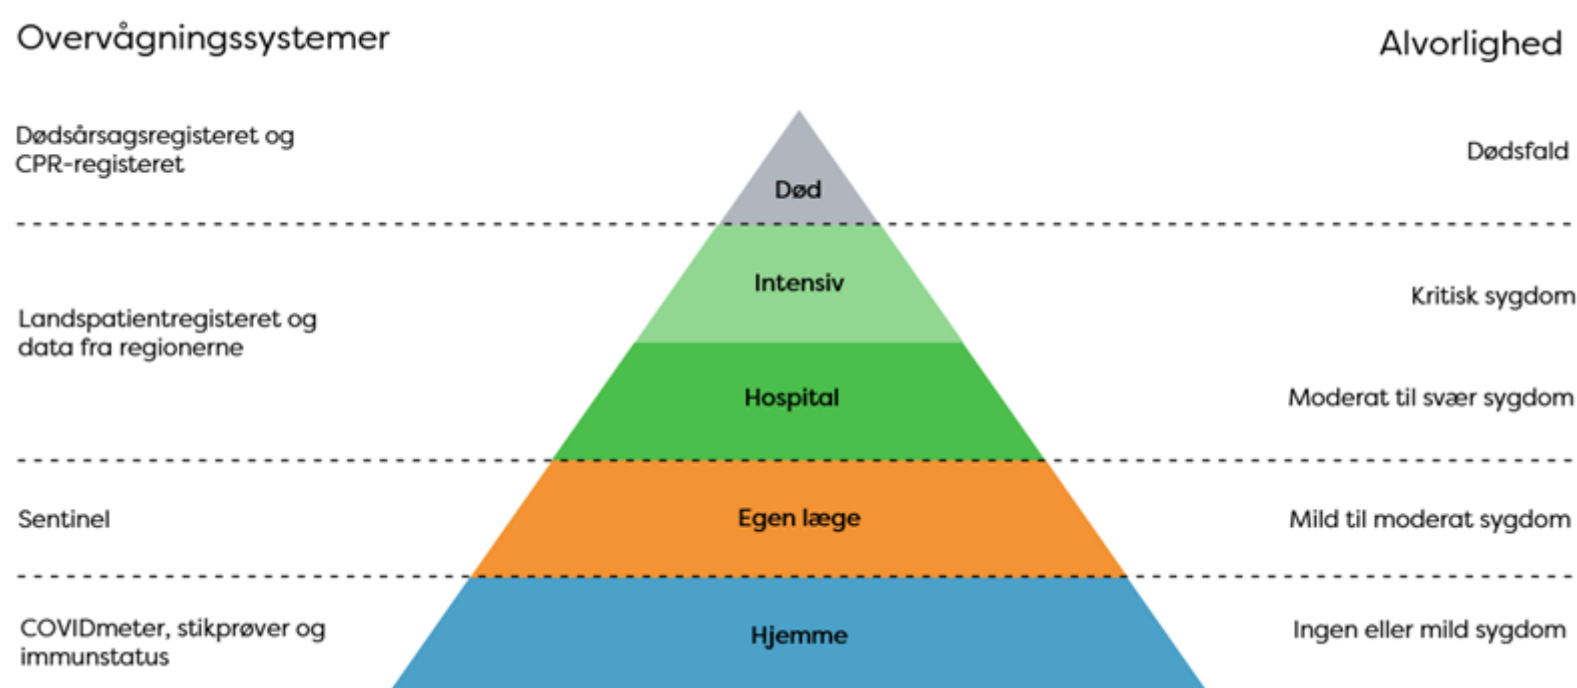 Overvågningssystemer
Alvorlighed
Dødsårsagsregisteret og
CPR-registeret
Død
Dødsfald
Landspatientregisteret og
data fra regionerne
Intensiv
Kritisk sygdom
Hospital
Moderat til svær sygdom
Sentinel
Egen læge
Mild til moderat sygdom
COVIDmeter, stikprøver og
immunstatus
Hjemme
Ingen eller mild sygdom